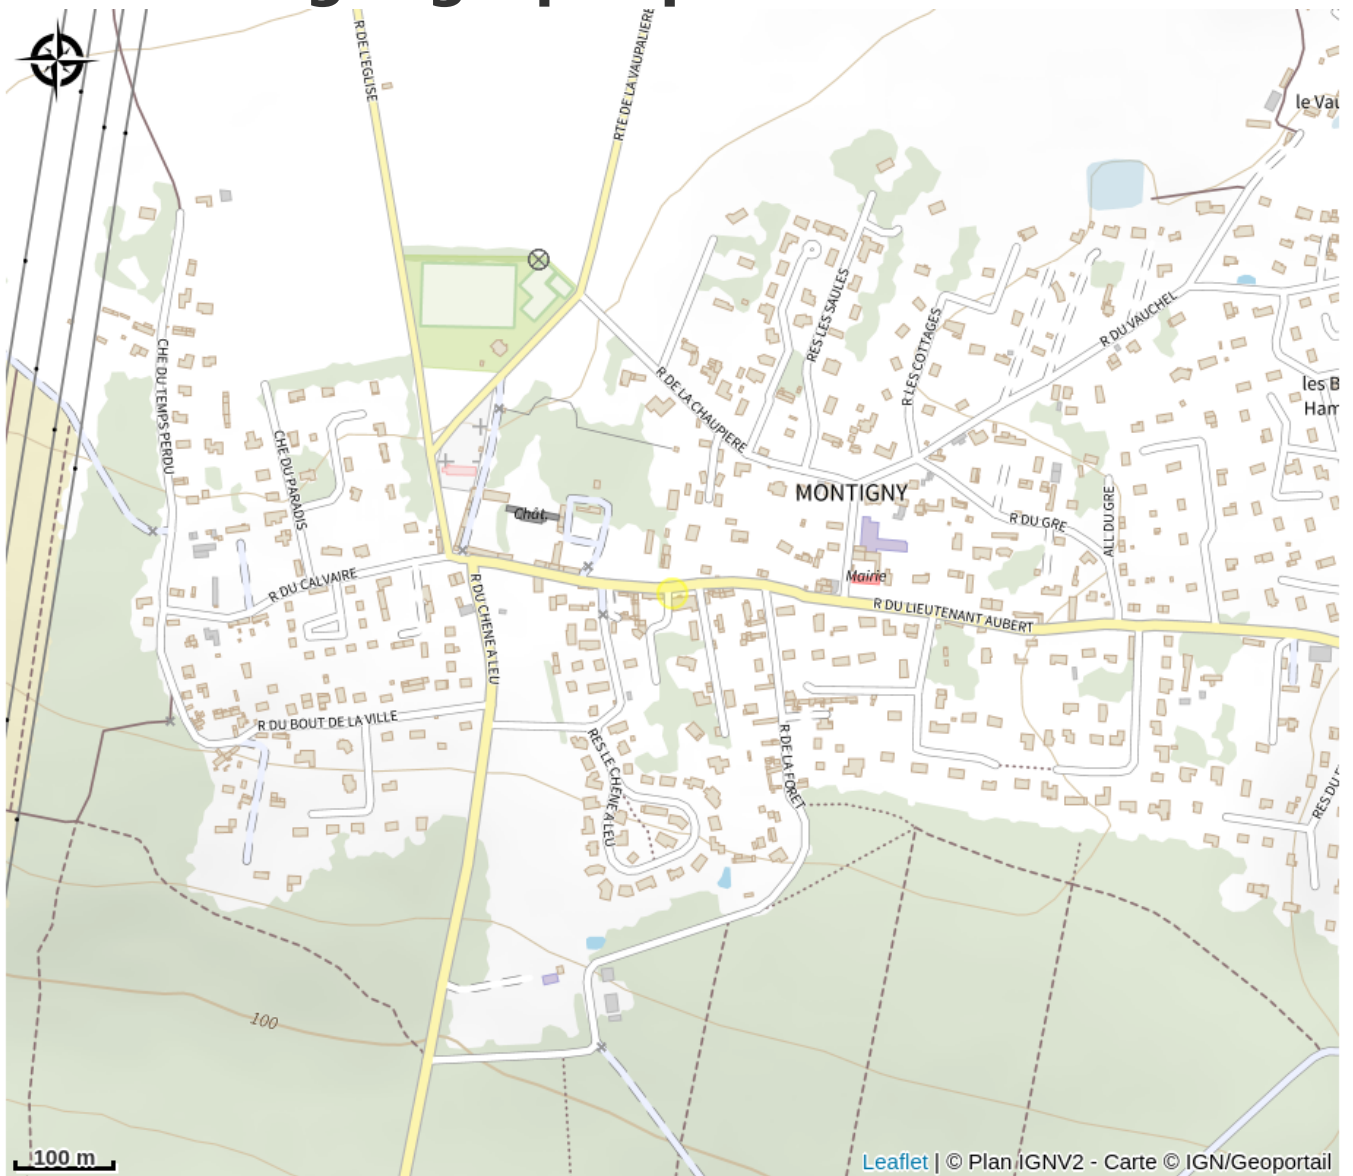 R DE L'EGLISE
RTE DE LA VAUPALIERE
le Vau
CHE DU TEMPS PERDU
CHE DU PARADIS
R DE LA CHAUPIERE
RES LES SAULES
R LES COTTAGES
R DU VAUCHEL
les B
Ham
MONTIGNY
Chât.
R DU GRE
ALL DU GRE
Mairie
R DU CALVAIRE
R DU CHENE A LEU
R DU LIEUTENANT AUBERT
R DU BOUT DE LA VILLE
RES LE CHENE A LEU
R DE LA FORET
RES DU
100
100 m
Leaflet | © Plan IGNV2 - Carte © IGN/Geoportail